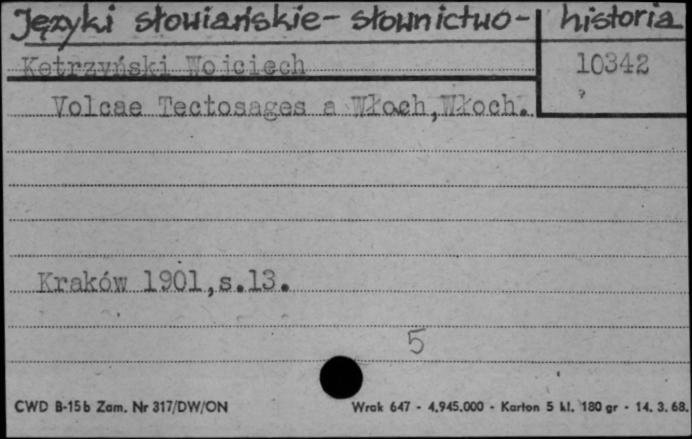 Języki słowiańskie - słownictwo - historia
Kętrzyński Wojciech
10342
?
Volcae Tectosages a Włoch, Włoch.
Kraków 1901, s.13.
5
CWD B-15b Zam. Nr 317/DW/ON
Wrak 647 - 4.945.000 - Karton 5 kl. 180 gr - 14. 3. 68.